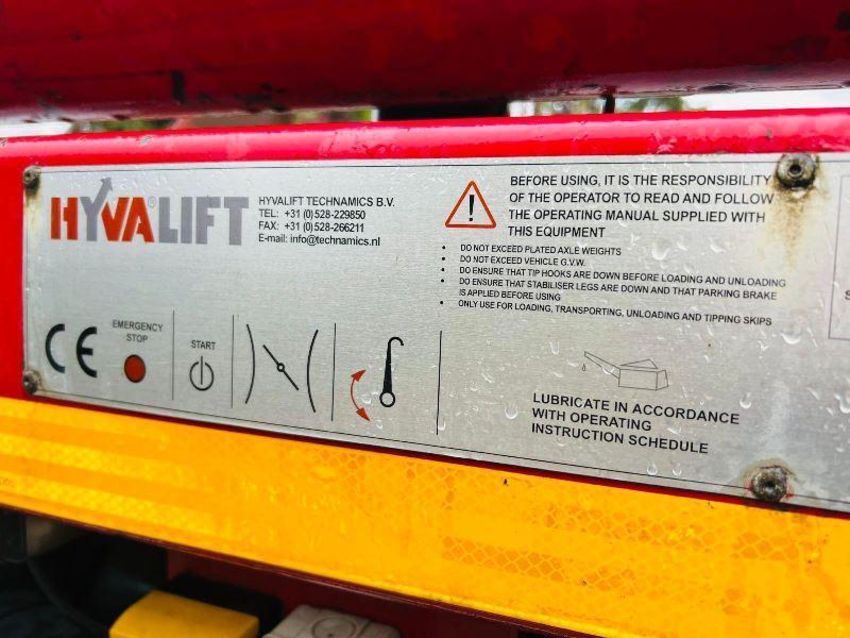 HYVA®LIFT
HYVALIFT TECHNAMICS B.V.
TEL: +31 (0)528-229850
FAX: +31 (0)528-266211
E-mail: info@technamics.nl
BEFORE USING, IT IS THE RESPONSIBILITY
OF THE OPERATOR TO READ AND FOLLOW
THE OPERATING MANUAL SUPPLIED WITH
THIS EQUIPMENT
• DO NOT EXCEED PLATED AXLE WEIGHTS
• DO NOT EXCEED VEHICLE G.V.W.
• DO ENSURE THAT TIP HOOKS ARE DOWN BEFORE LOADING AND UNLOADING
• DO ENSURE THAT STABILISER LEGS ARE DOWN AND THAT PARKING BRAKE
IS APPLIED BEFORE USING
• ONLY USE FOR LOADING, TRANSPORTING, UNLOADING AND TIPPING SKIPS
CE
EMERGENCY
STOP
START
LUBRICATE IN ACCORDANCE
WITH OPERATING
INSTRUCTION SCHEDULE